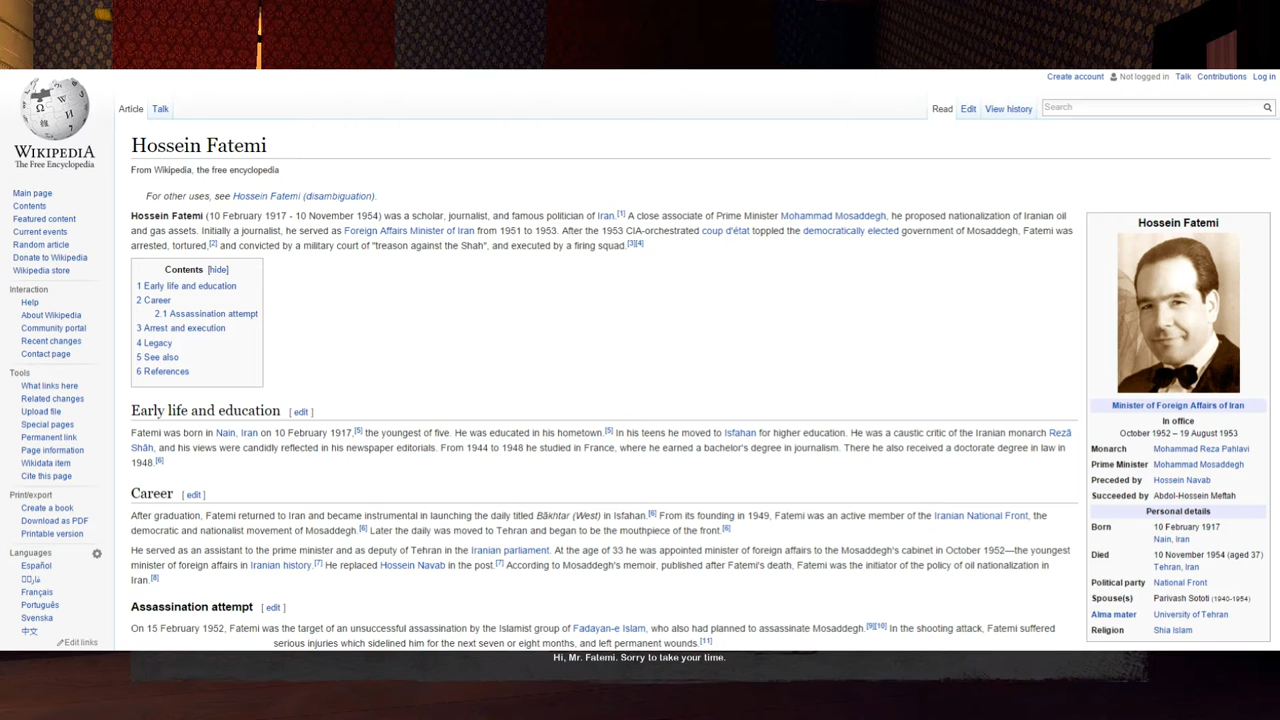 Create account Not logged in Talk Contributions Log in
Article Talk Read Edit View history Search
WIKIPEDIA
The Free Encyclopedia
Main page
Contents
Featured content
Current events
Random article
Donate to Wikipedia
Wikipedia store
Interaction
Help
About Wikipedia
Community portal
Recent changes
Contact page
Tools
What links here
Related changes
Upload file
Special pages
Permanent link
Page information
Wikidata item
Cite this page
Print/export
Create a book
Download as PDF
Printable version
Languages
Español
Français
Português
Svenska
中文
Edit links
Hossein Fatemi
From Wikipedia, the free encyclopedia
For other uses, see Hossein Fatemi (disambiguation).
Hossein Fatemi (10 February 1917 - 10 November 1954) was a scholar, journalist, and famous politician of Iran.[1] A close associate of Prime Minister Mohammad Mosaddegh, he proposed nationalization of Iranian oil
and gas assets. Initially a journalist, he served as Foreign Affairs Minister of Iran from 1951 to 1953. After the 1953 CIA-orchestrated coup d'état toppled the democratically elected government of Mosaddegh, Fatemi was
arrested, tortured,[2] and convicted by a military court of "treason against the Shah", and executed by a firing squad.[3][4]
Contents [hide]
1 Early life and education
2 Career
2.1 Assassination attempt
3 Arrest and execution
4 Legacy
5 See also
6 References
Early life and education [ edit ]
Fatemi was born in Nain, Iran on 10 February 1917,[5] the youngest of five. He was educated in his hometown.[5] In his teens he moved to Isfahan for higher education. He was a caustic critic of the Iranian monarch Rezā
Shāh, and his views were candidly reflected in his newspaper editorials. From 1944 to 1948 he studied in France, where he earned a bachelor's degree in journalism. There he also received a doctorate degree in law in
1948.[6]
Career [ edit ]
After graduation, Fatemi returned to Iran and became instrumental in launching the daily titled Bākhtar (West) in Isfahan.[6] From its founding in 1949, Fatemi was an active member of the Iranian National Front, the
democratic and nationalist movement of Mosaddegh.[6] Later the daily was moved to Tehran and began to be the mouthpiece of the front.[6]
He served as an assistant to the prime minister and as deputy of Tehran in the Iranian parliament. At the age of 33 he was appointed minister of foreign affairs to the Mosaddegh's cabinet in October 1952—the youngest
minister of foreign affairs in Iranian history.[7] He replaced Hossein Navab in the post.[7] According to Mosaddegh's memoir, published after Fatemi's death, Fatemi was the initiator of the policy of oil nationalization in
Iran.[8]
Assassination attempt [ edit ]
On 15 February 1952, Fatemi was the target of an unsuccessful assassination by the Islamist group of Fadayan-e Islam, who also had planned to assassinate Mosaddegh.[9][10] In the shooting attack, Fatemi suffered
serious injuries which sidelined him for the next seven or eight months, and left permanent wounds.[11]
Hossein Fatemi
Minister of Foreign Affairs of Iran
In office
October 1952 – 19 August 1953
Monarch Mohammad Reza Pahlavi
Prime Minister Mohammad Mosaddegh
Preceded by Hossein Navab
Succeeded by Abdol-Hossein Meftah
Personal details
Born 10 February 1917
Nain, Iran
Died 10 November 1954 (aged 37)
Tehran, Iran
Political party National Front
Spouse(s) Parivash Sototi (1940-1954)
Alma mater University of Tehran
Religion Shia Islam
Hi, Mr. Fatemi. Sorry to take your time.